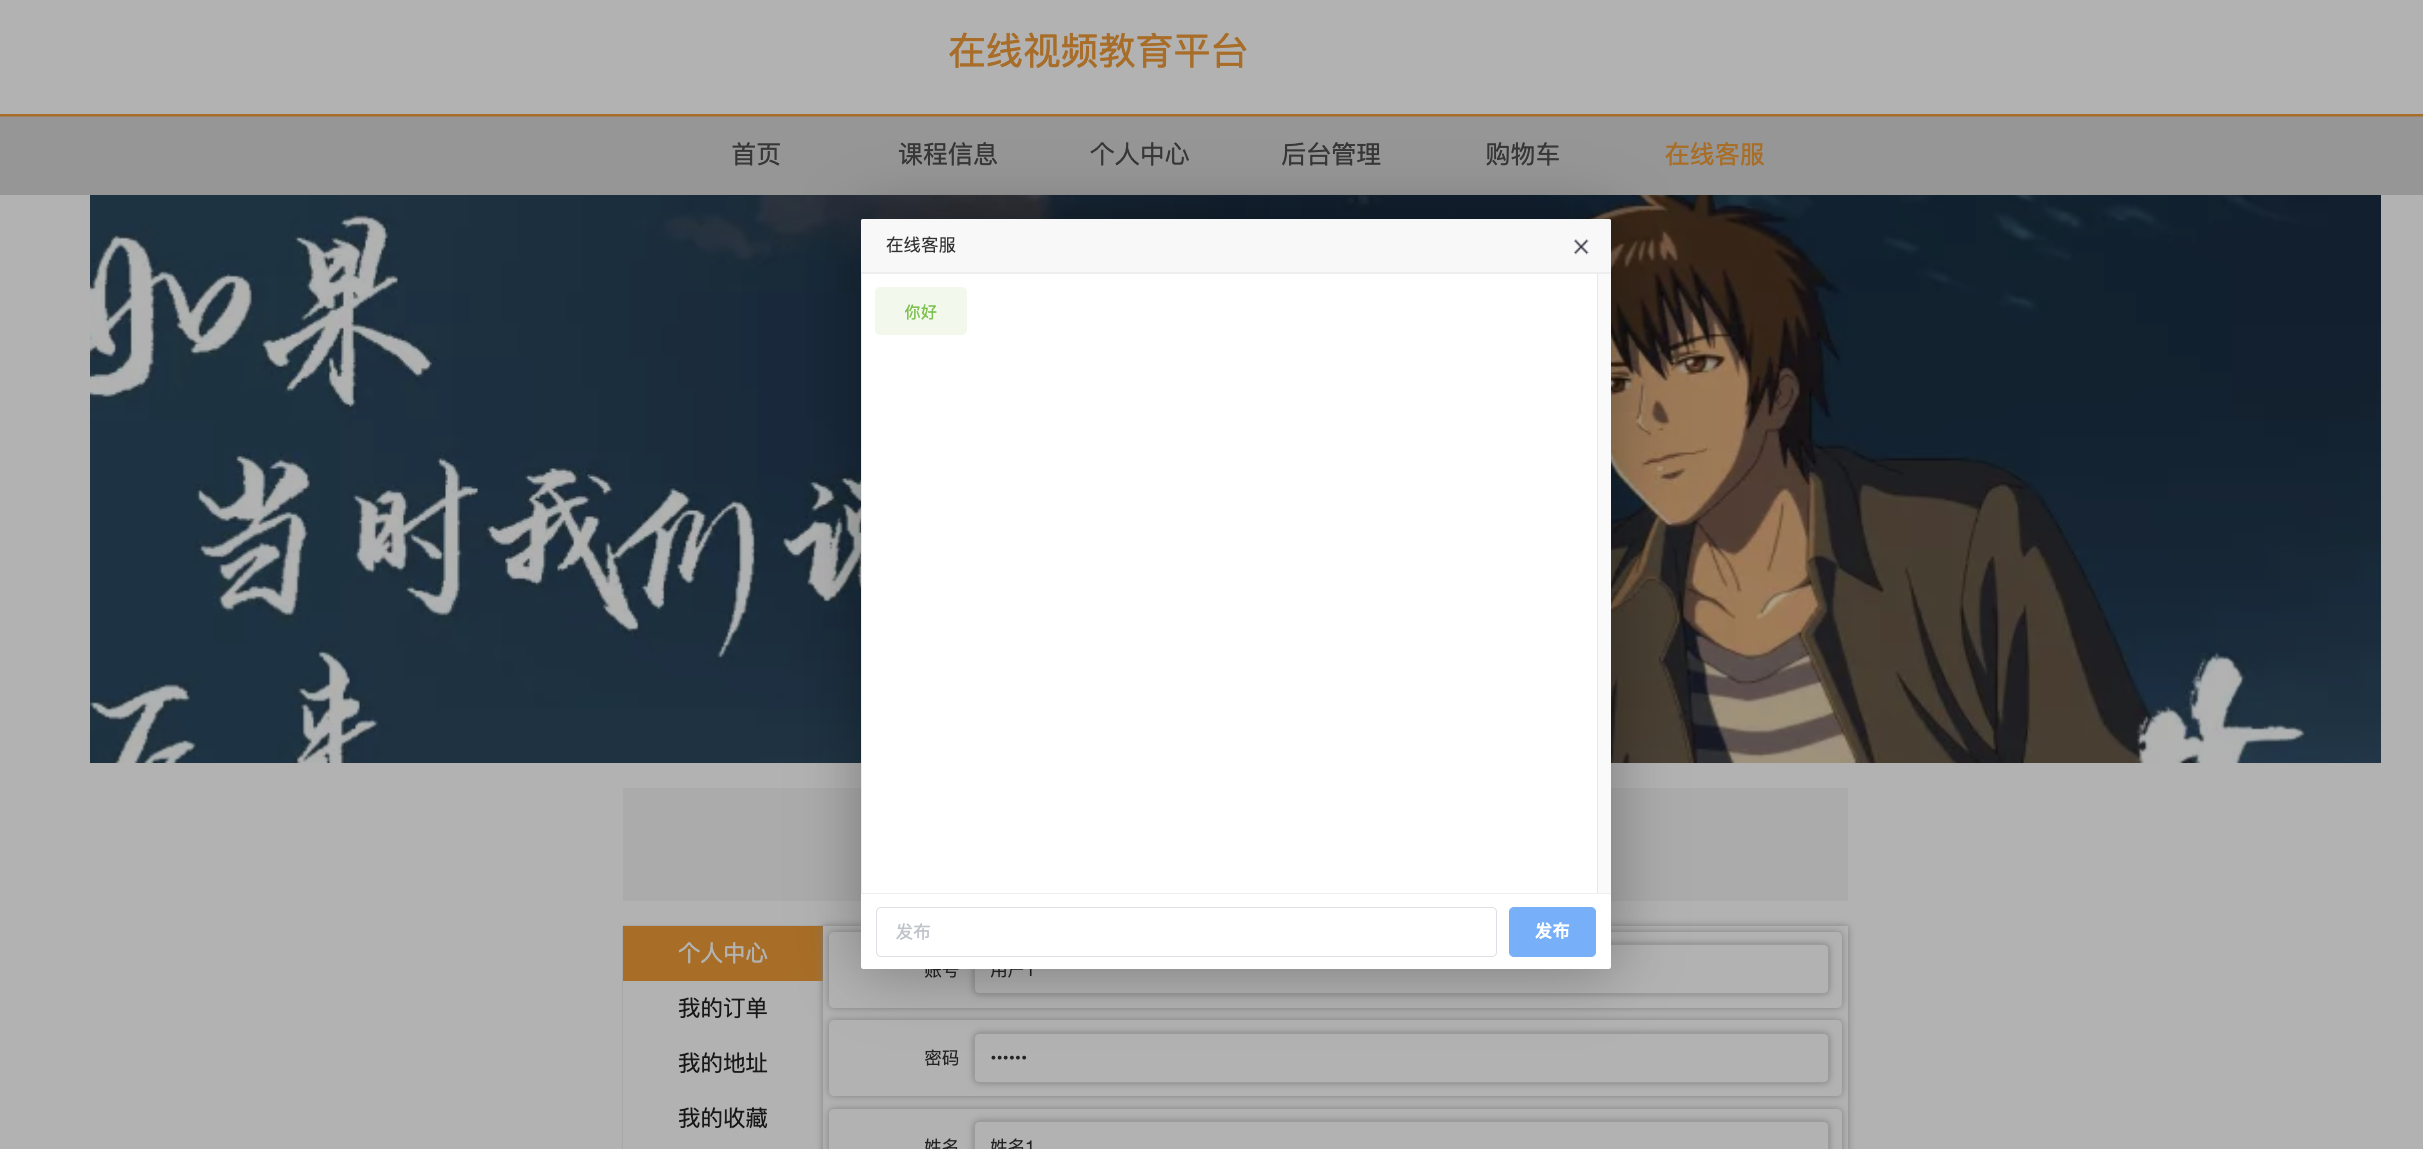 在线视频教育平台
首页 课程信息 个人中心 后台管理 购物车 在线客服
如果
当时我们说
后来
在线客服
你好
发布 发布
个人中心
账号 用户1
我的订单
密码 ••••••
我的地址
我的收藏
姓名 姓名1